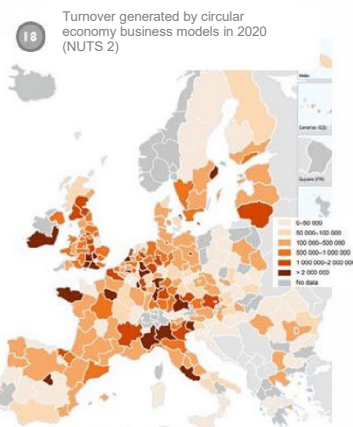 18
Turnover generated by circular
economy business models in 2020
(NUTS 2)
Malta
Canarias (ES)
Guyane (FR)
0–50 000
50 000–100 000
100 000–500 000
500 000–1 000 000
1 000 000–2 000 000
> 2 000 000
No data